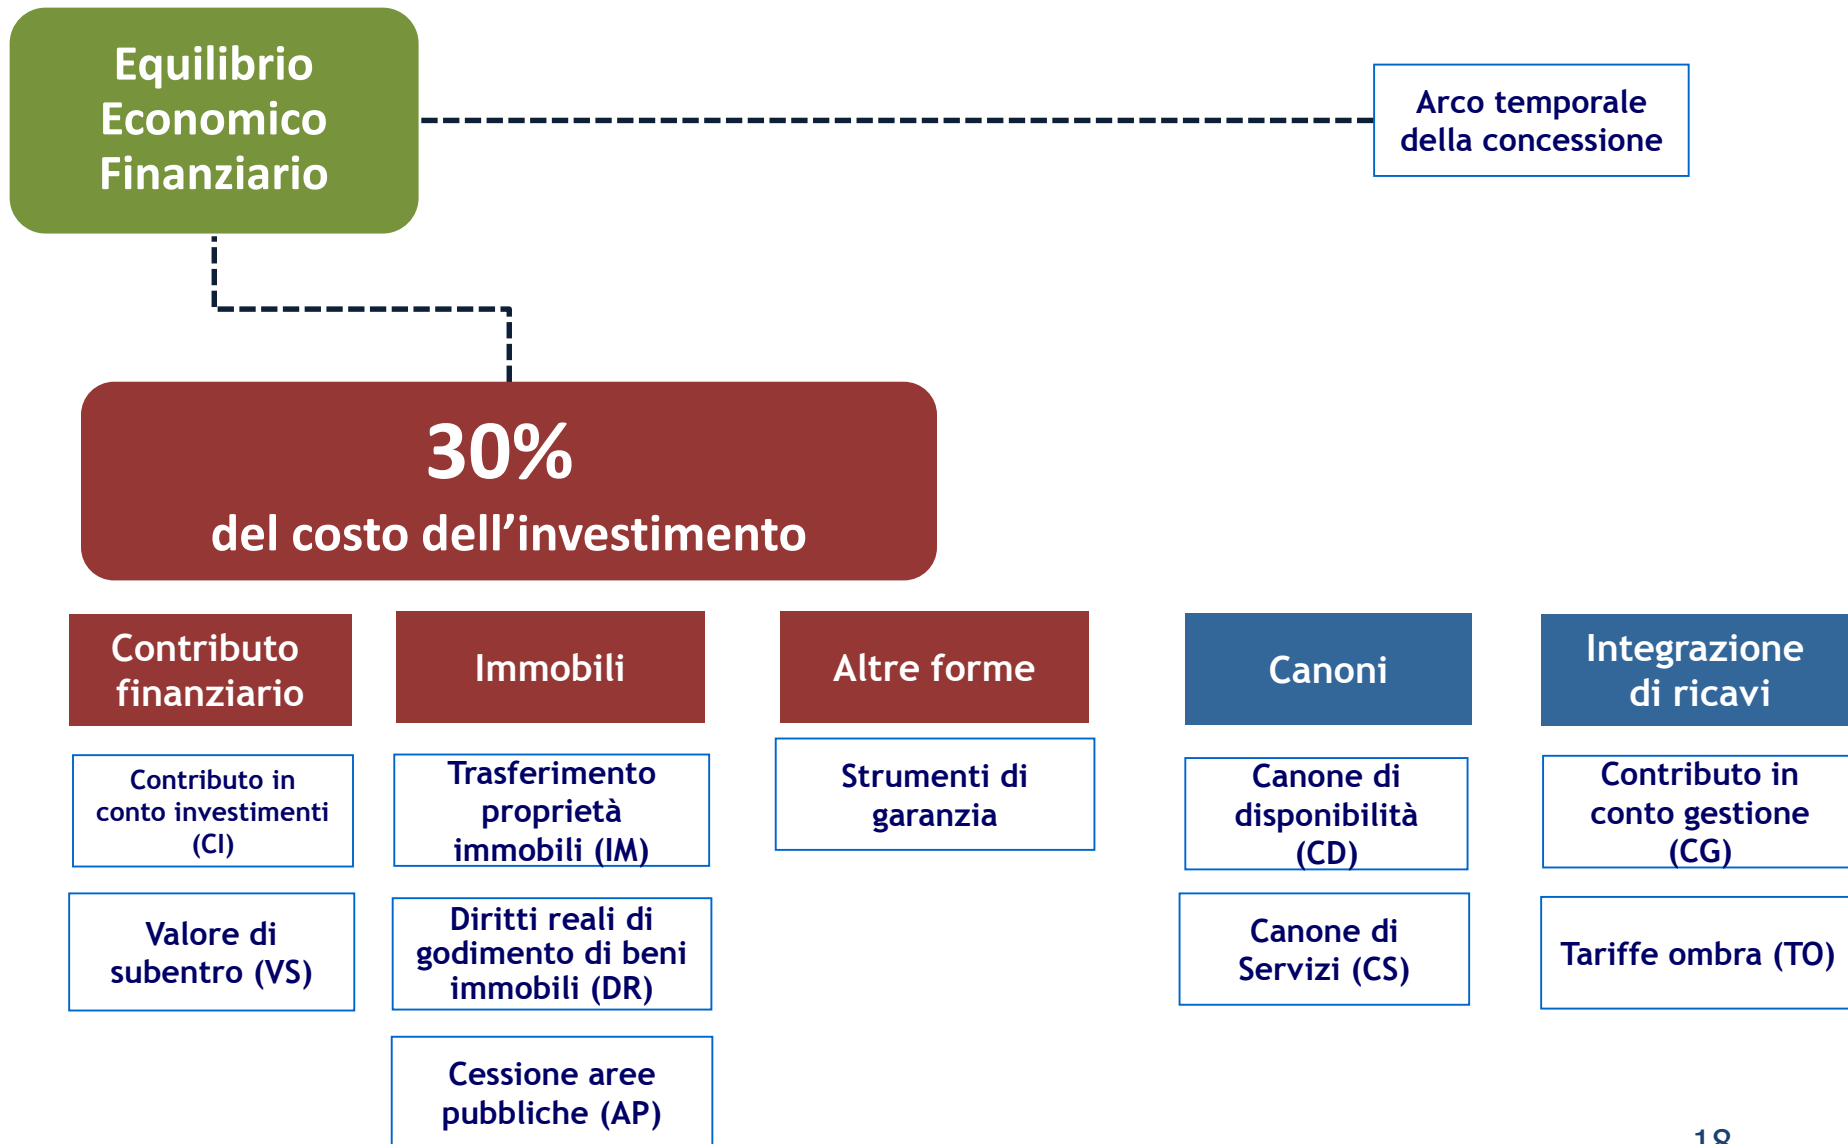 Equilibrio
Economico
Finanziario
Arco temporale
della concessione
30%
del costo dell’investimento
Contributo
finanziario
Immobili
Altre forme
Canoni
Integrazione
di ricavi
Contributo in
conto investimenti
(CI)
Trasferimento
proprietà
immobili (IM)
Strumenti di
garanzia
Canone di
disponibilità
(CD)
Contributo in
conto gestione
(CG)
Valore di
subentro (VS)
Diritti reali di
godimento di beni
immobili (DR)
Canone di
Servizi (CS)
Tariffe ombra (TO)
Cessione aree
pubbliche (AP)
18